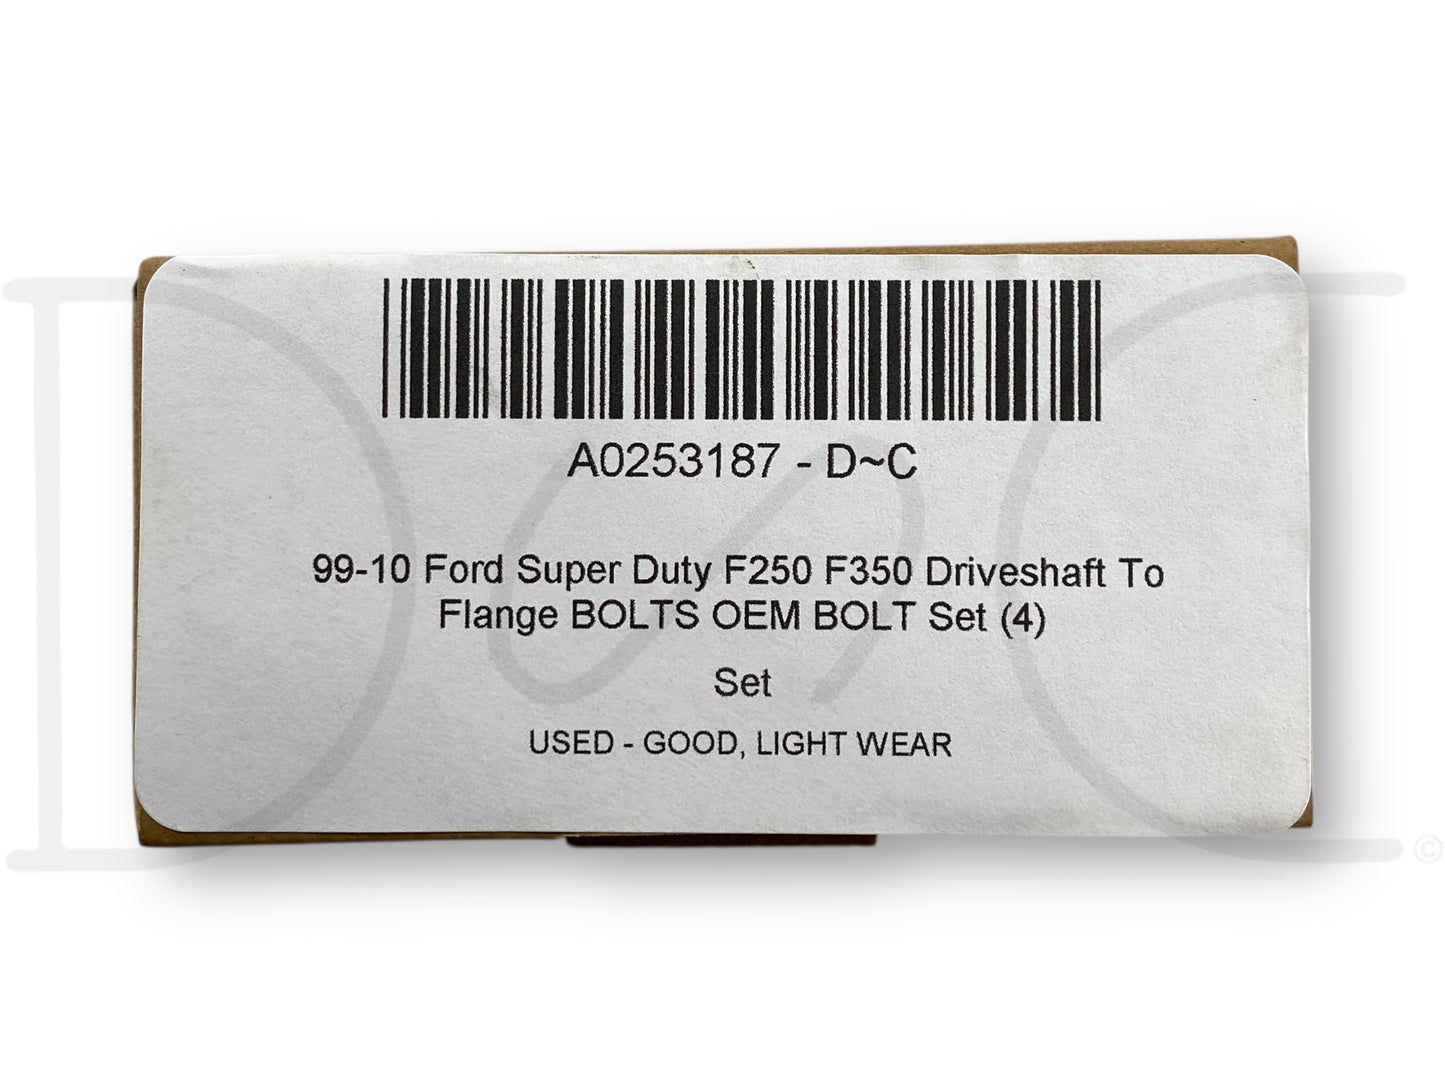 A0253187 - D~C
99-10 Ford Super Duty F250 F350 Driveshaft To
Flange BOLTS OEM BOLT Set (4)
Set
USED - GOOD, LIGHT WEAR
D~C ©